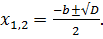 x₁,₂ = (−b±√D)/2.